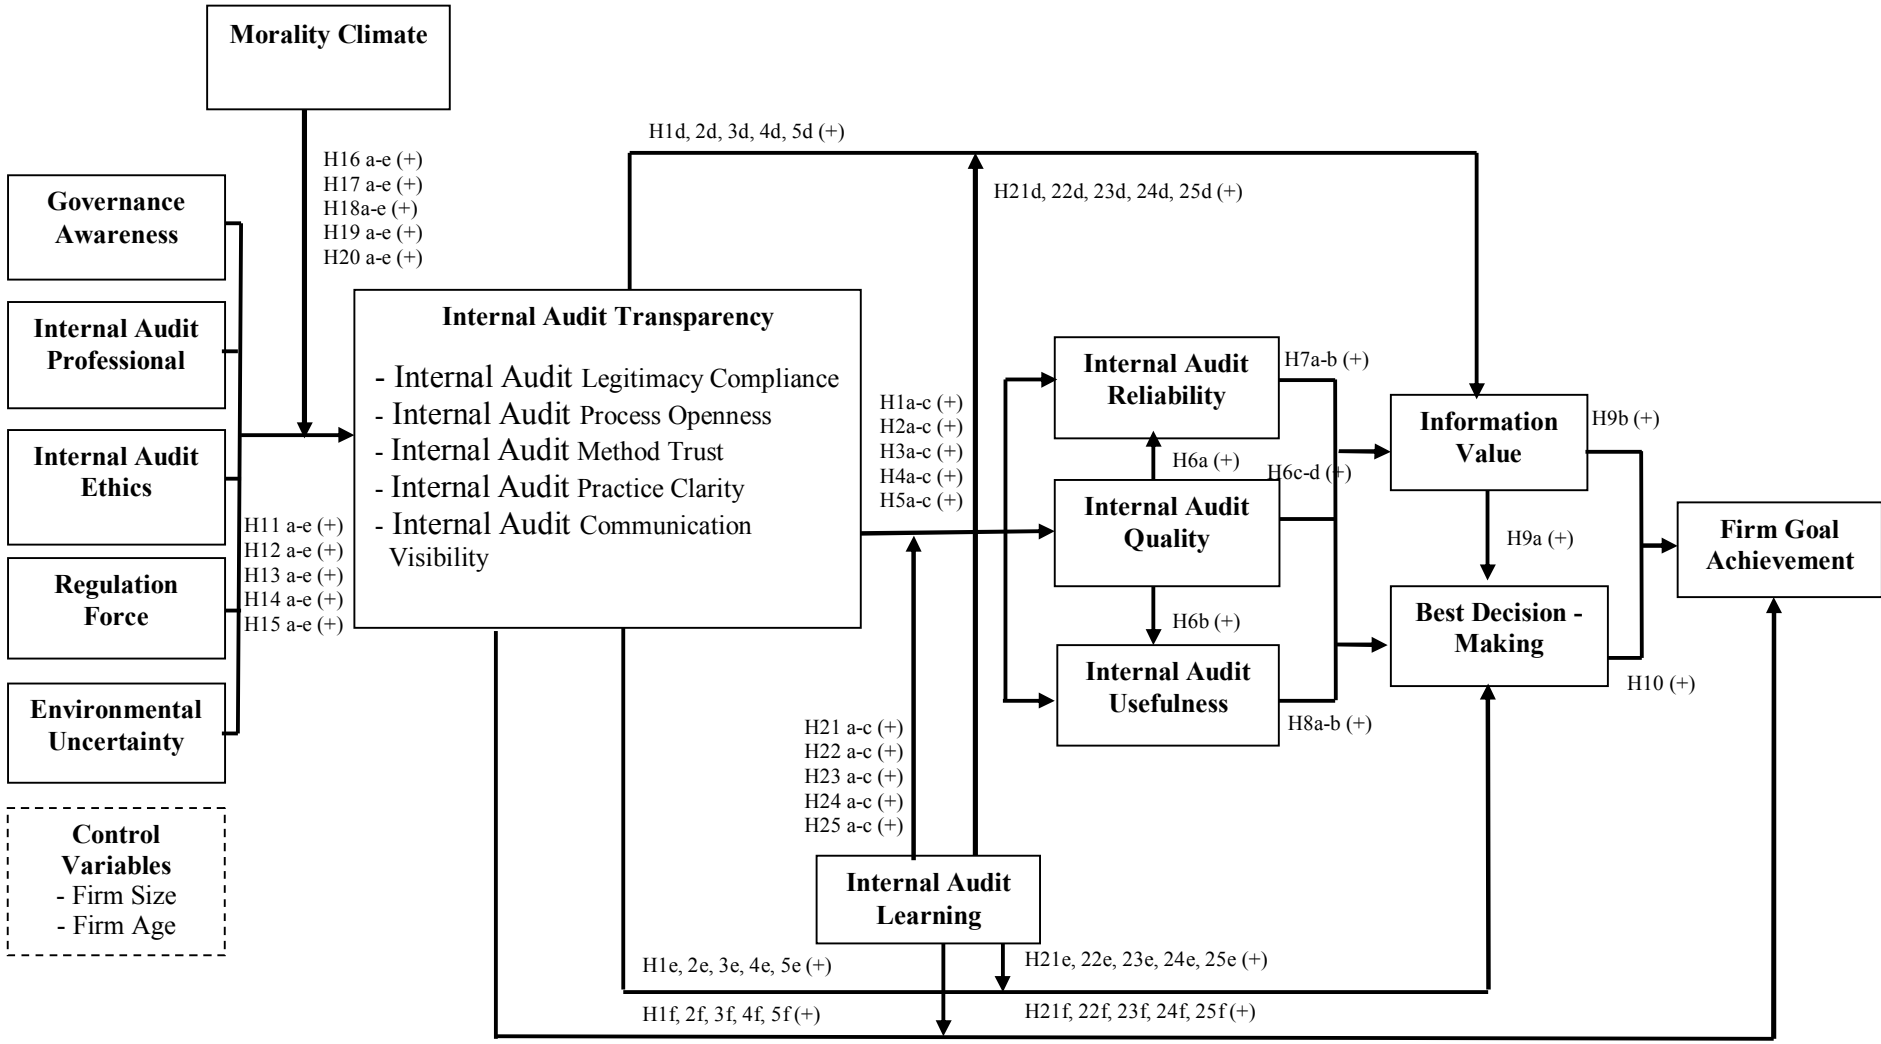 Morality Climate
H16 a-e (+)
H17 a-e (+)
H18a-e (+)
H19 a-e (+)
H20 a-e (+)
Governance
Awareness
Internal Audit
Professional
Internal Audit
Ethics
Regulation
Force
Environmental
Uncertainty
H11 a-e (+)
H12 a-e (+)
H13 a-e (+)
H14 a-e (+)
H15 a-e (+)
Control
Variables
- Firm Size
- Firm Age
Internal Audit Transparency
- Internal Audit Legitimacy Compliance
- Internal Audit Process Openness
- Internal Audit Method Trust
- Internal Audit Practice Clarity
- Internal Audit Communication
Visibility
H1d, 2d, 3d, 4d, 5d (+)
H21d, 22d, 23d, 24d, 25d (+)
H1a-c (+)
H2a-c (+)
H3a-c (+)
H4a-c (+)
H5a-c (+)
Internal Audit
Reliability
H7a-b (+)
H6a (+)
H6c-d (+)
Internal Audit
Quality
H6b (+)
Internal Audit
Usefulness
H8a-b (+)
Information
Value
H9b (+)
H9a (+)
Best Decision -
Making
H10 (+)
Firm Goal
Achievement
H21 a-c (+)
H22 a-c (+)
H23 a-c (+)
H24 a-c (+)
H25 a-c (+)
Internal Audit
Learning
H1e, 2e, 3e, 4e, 5e (+)
H21e, 22e, 23e, 24e, 25e (+)
H1f, 2f, 3f, 4f, 5f (+)
H21f, 22f, 23f, 24f, 25f (+)